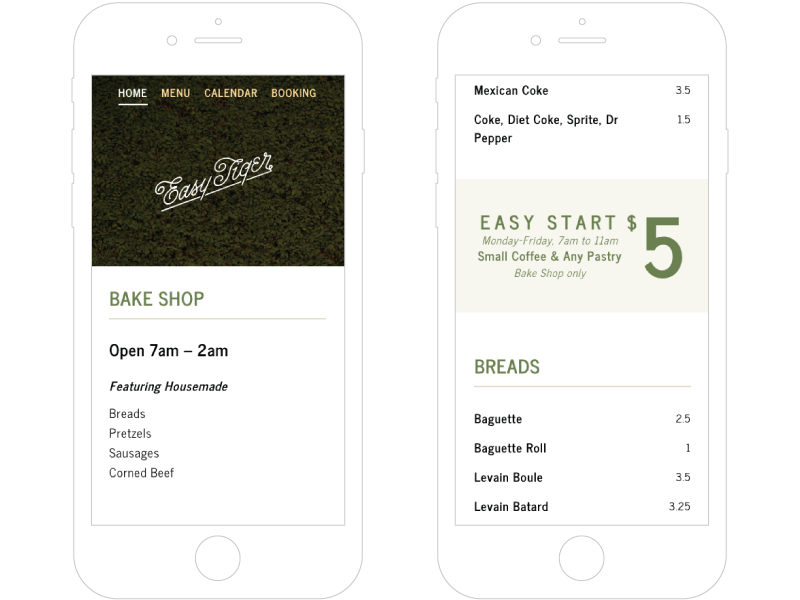 HOME MENU CALENDAR BOOKING
Easy Tiger
BAKE SHOP
Open 7am – 2am
Featuring Housemade
Breads
Pretzels
Sausages
Corned Beef
Mexican Coke 3.5
Coke, Diet Coke, Sprite, Dr 1.5
Pepper
EASY START $5
Monday-Friday, 7am to 11am
Small Coffee & Any Pastry
Bake Shop only
BREADS
Baguette 2.5
Baguette Roll 1
Levain Boule 3.5
Levain Batard 3.25